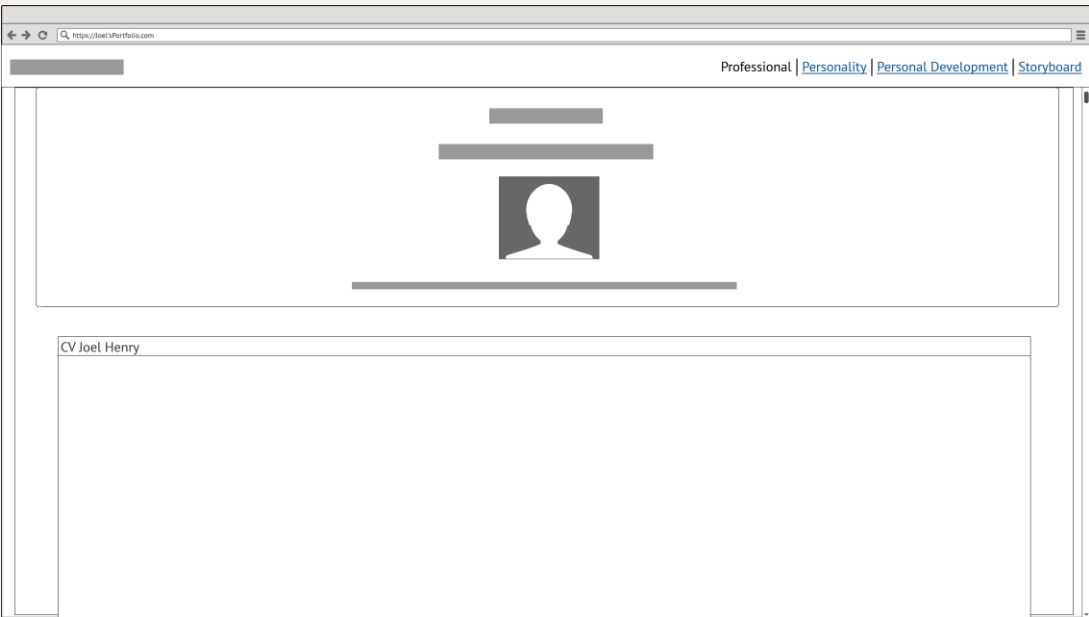 https://Joel'sPortfolio.com
Professional | Personality | Personal Development | Storyboard
CV Joel Henry